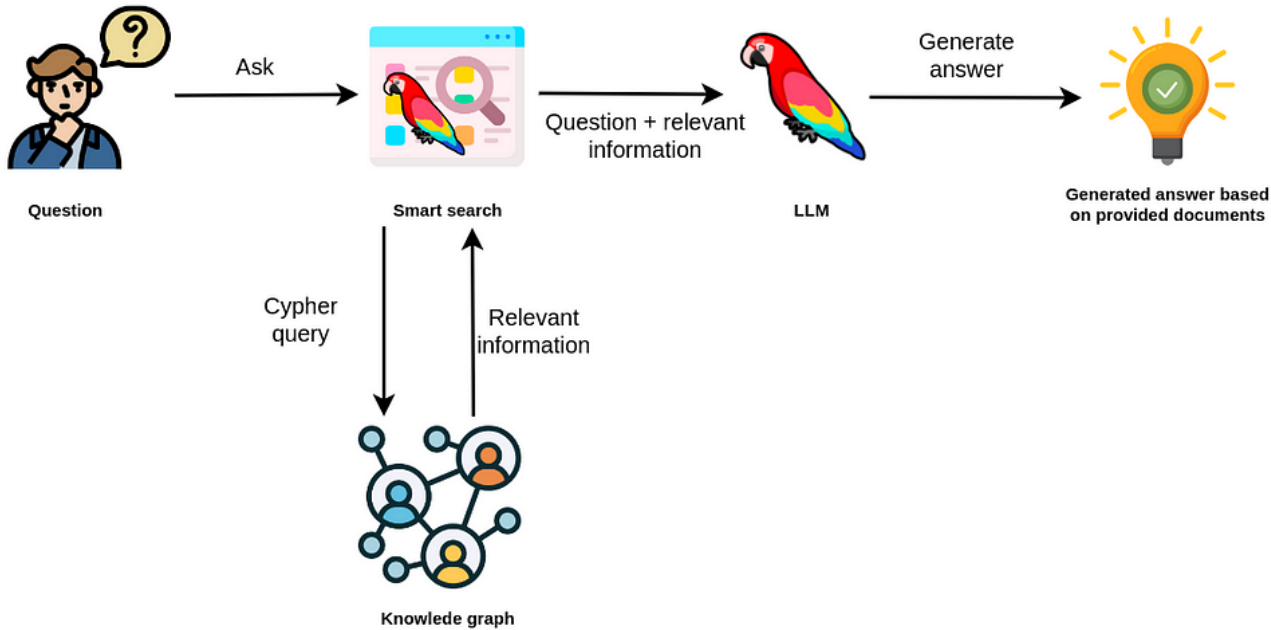 ?
Ask
Generate
answer
Question + relevant
information
Question
Smart search
LLM
Generated answer based
on provided documents
Cypher
query
Relevant
information
Knowlede graph